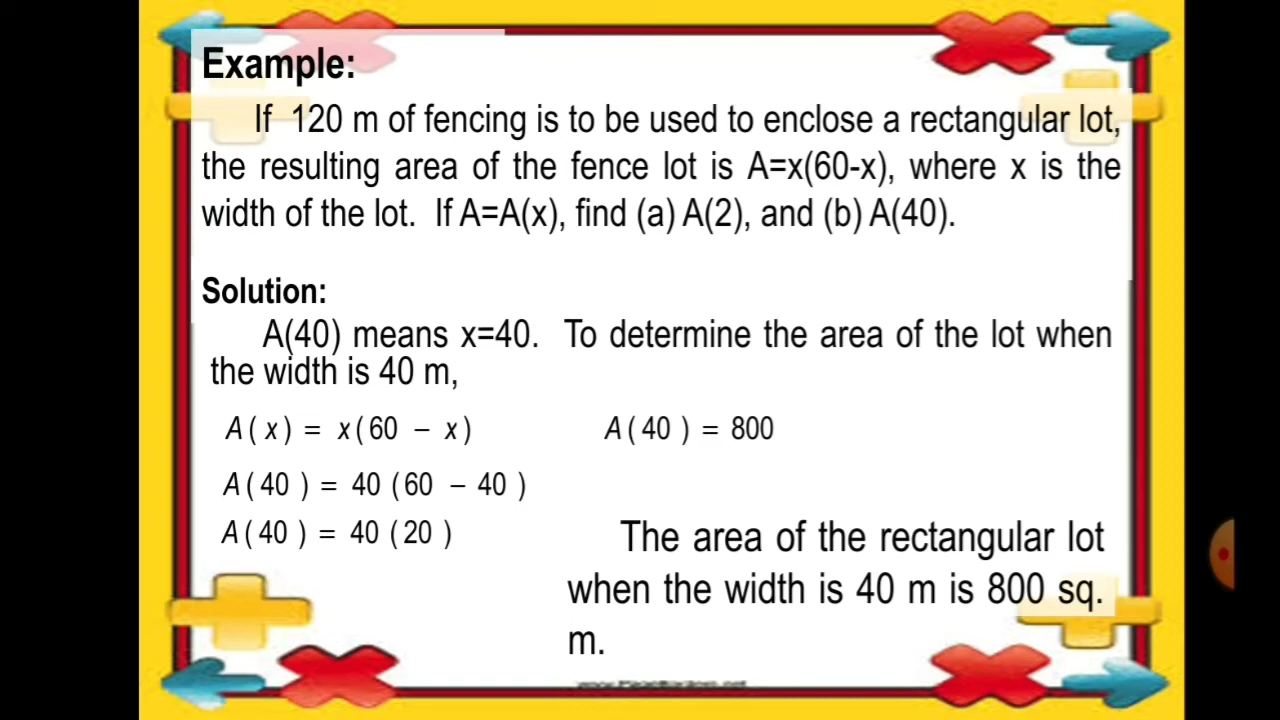 Example:
If 120 m of fencing is to be used to enclose a rectangular lot,
the resulting area of the fence lot is A=x(60-x), where x is the
width of the lot. If A=A(x), find (a) A(2), and (b) A(40).
Solution:
A(40) means x=40. To determine the area of the lot when
the width is 40 m,
A ( x ) = x ( 60 − x )
A ( 40 ) = 40 ( 60 − 40 )
A ( 40 ) = 40 ( 20 )
A ( 40 ) = 800
The area of the rectangular lot
when the width is 40 m is 800 sq.
m.